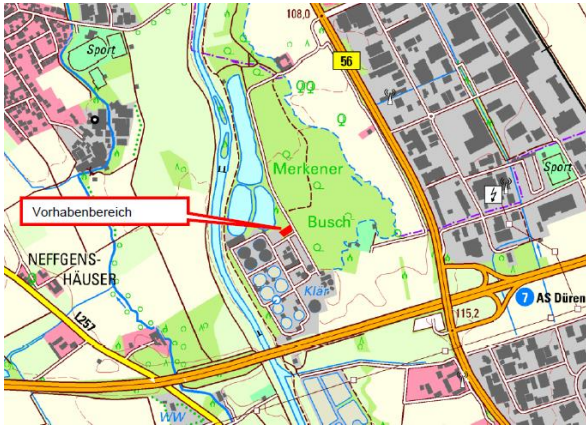 108,0
Sport
56
Merkener
Busch
Sport
Vorhabenbereich
NEFFGENS-
HÄUSER
Klär
7 AS Düren
115,2
L257
WW